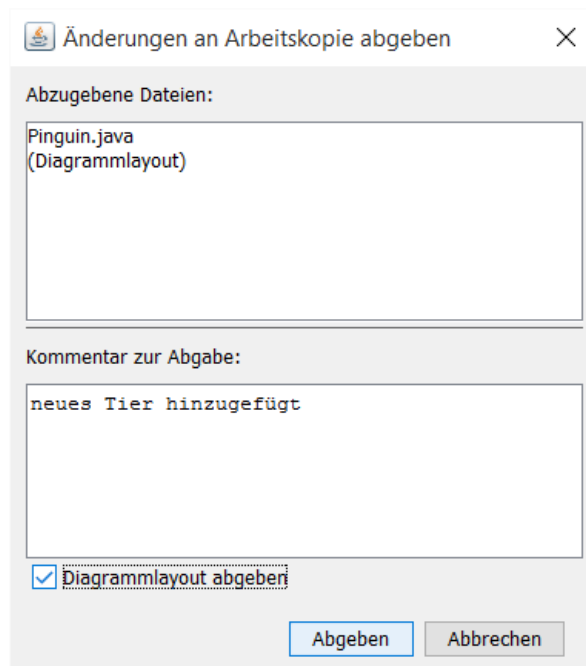 Änderungen an Arbeitskopie abgeben
Abzugebene Dateien:
Pinguin.java
(Diagrammlayout)
Kommentar zur Abgabe:
neues Tier hinzugefügt
Diagrammlayout abgeben
Abgeben Abbrechen